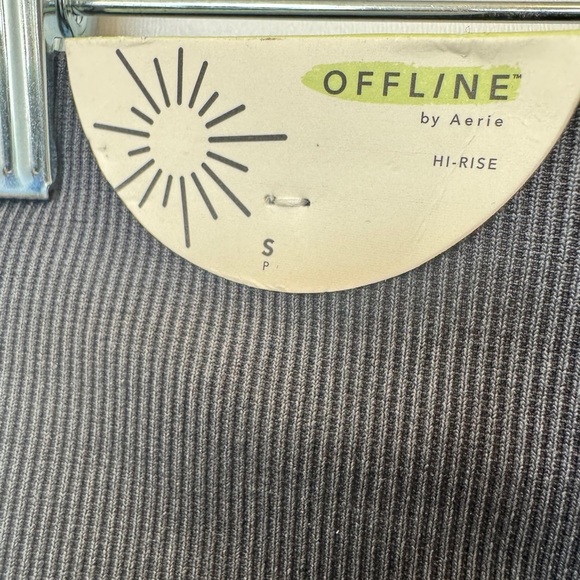 OFFLINE™
by Aerie
HI-RISE
S
P